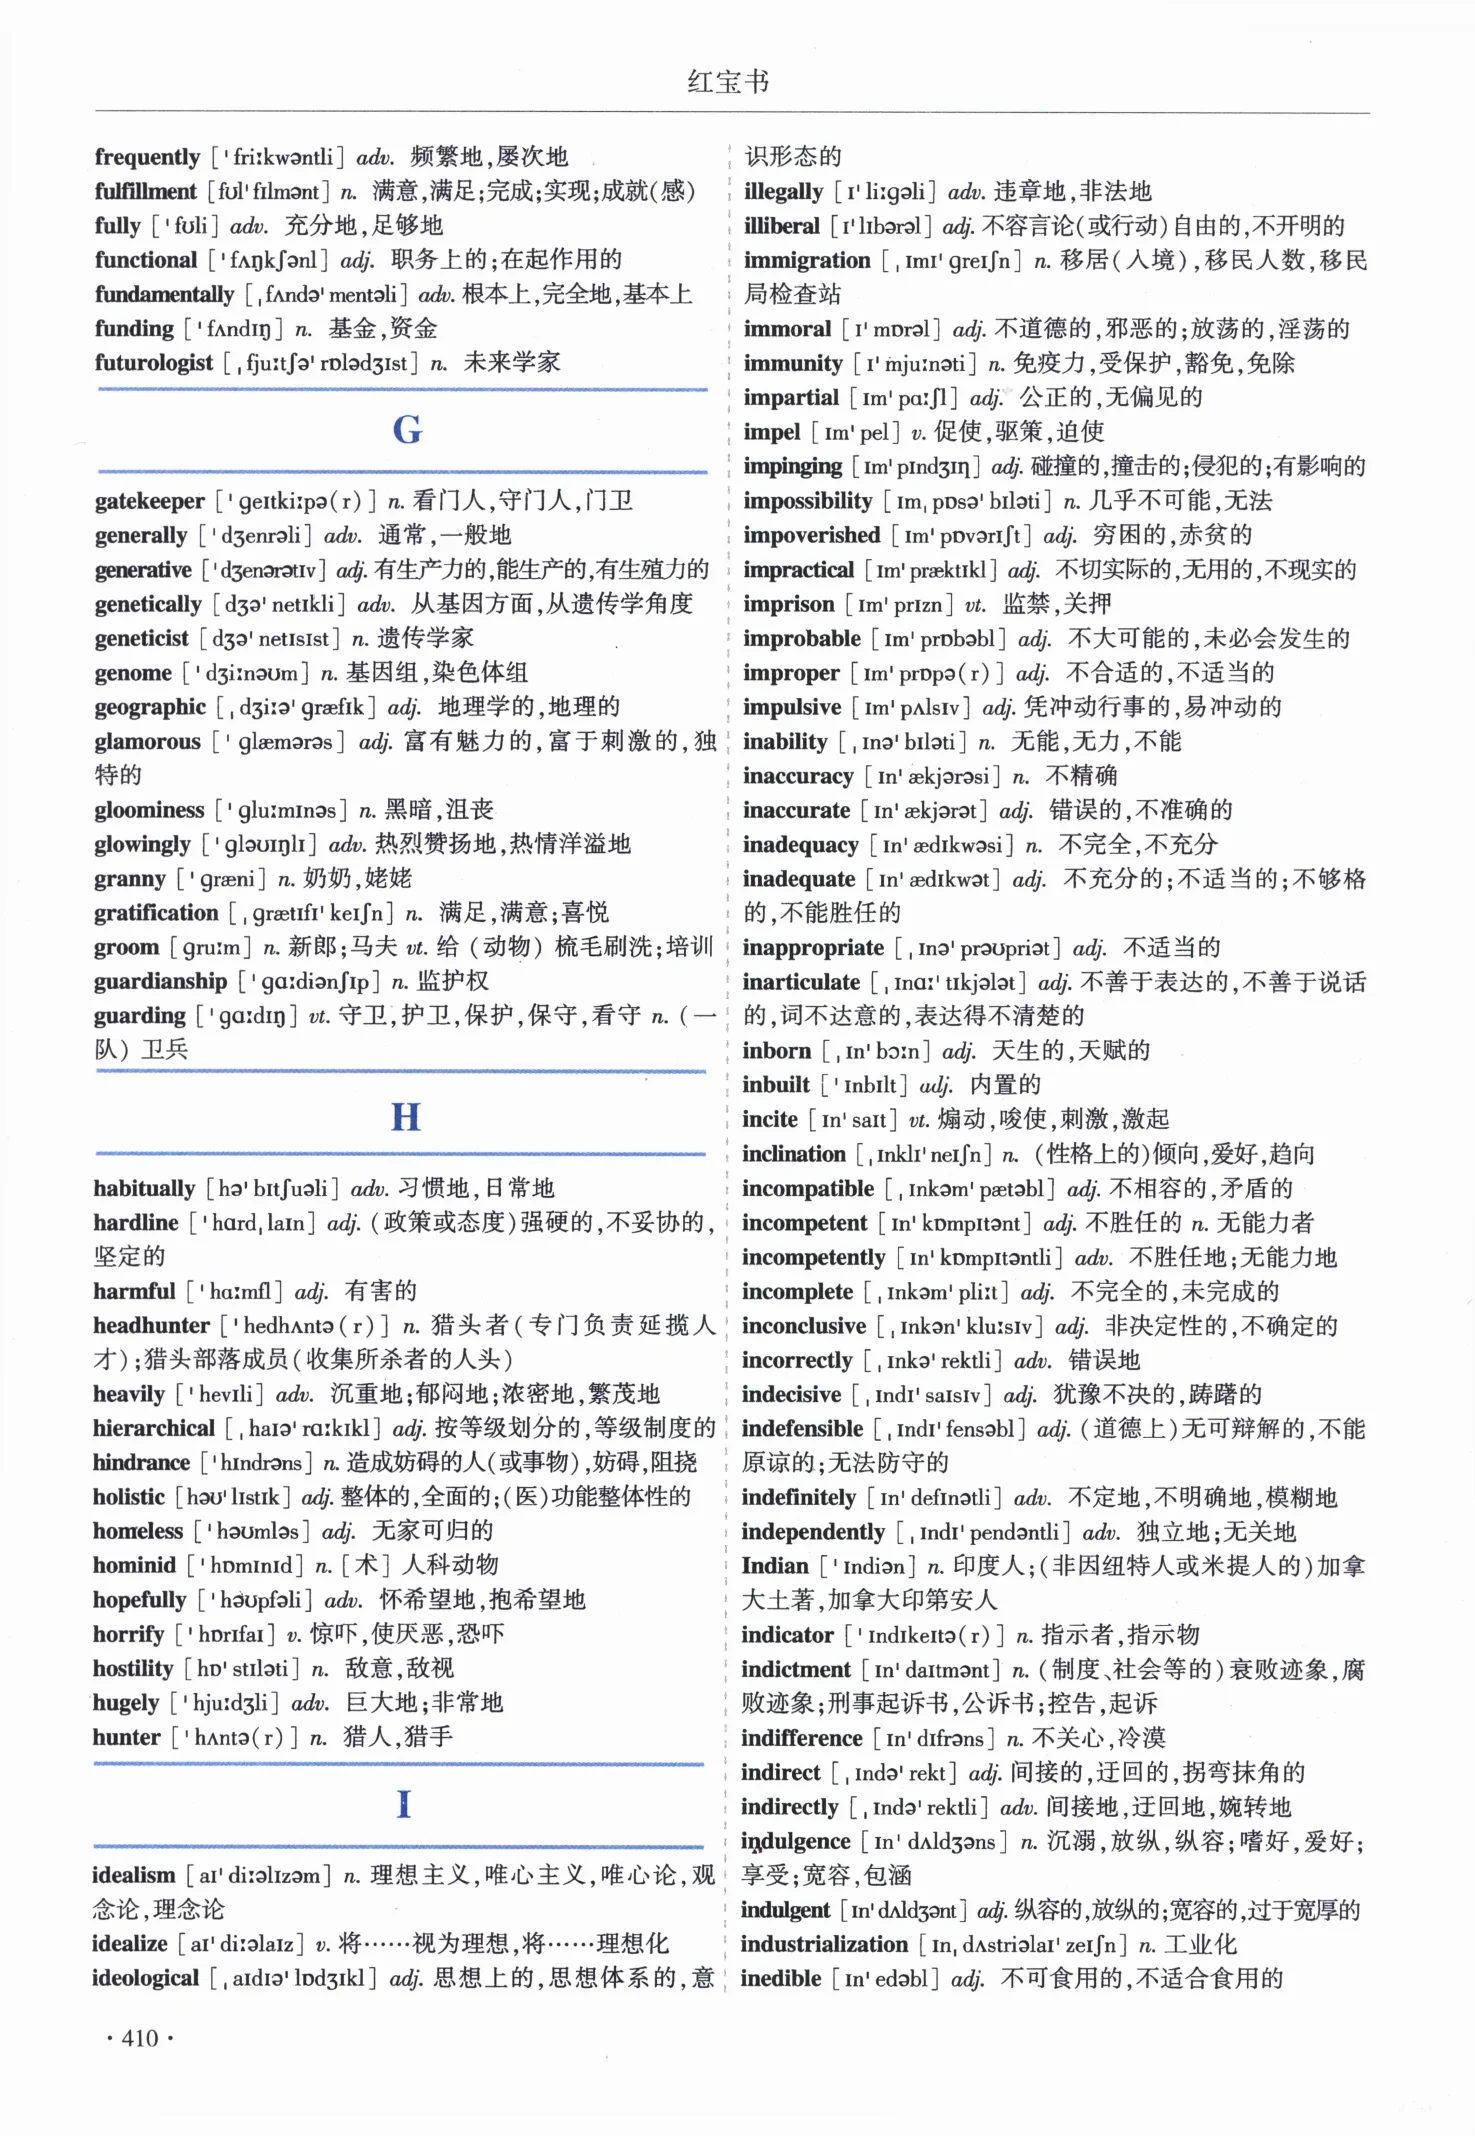 红宝书
frequently [ˈfriːkwəntli] adv. 频繁地,屡次地
fulfillment [fʊlˈfɪlmənt] n. 满意,满足;完成;实现;成就(感)
fully [ˈfʊli] adv. 充分地,足够地
functional [ˈfʌŋkʃənl] adj. 职务上的;在起作用的
fundamentally [ˌfʌndəˈmentəli] adv. 根本上,完全地,基本上
funding [ˈfʌndɪŋ] n. 基金,资金
futurologist [ˌfjuːtʃəˈrɒlədʒɪst] n. 未来学家
G
gatekeeper [ˈgeɪtkiːpə(r)] n. 看门人,守门人,门卫
generally [ˈdʒenrəli] adv. 通常,一般地
generative [ˈdʒenərətɪv] adj. 有生产力的,能生产的,有生殖力的
genetically [dʒəˈnetɪkli] adv. 从基因方面,从遗传学角度
geneticist [dʒəˈnetɪsɪst] n. 遗传学家
genome [ˈdʒiːnəʊm] n. 基因组,染色体组
geographic [ˌdʒiːəˈgræfɪk] adj. 地理学的,地理的
glamorous [ˈglæmərəs] adj. 富有魅力的,富于刺激的,独
特的
gloominess [ˈgluːmɪnəs] n. 黑暗,沮丧
glowingly [ˈgləʊɪŋlɪ] adv. 热烈赞扬地,热情洋溢地
granny [ˈgræni] n. 奶奶,姥姥
gratification [ˌgrætɪfɪˈkeɪʃn] n. 满足,满意;喜悦
groom [gruːm] n. 新郎;马夫 vt. 给 (动物) 梳毛刷洗;培训
guardianship [ˈgɑːdiənʃɪp] n. 监护权
guarding [ˈgɑːdɪŋ] vt. 守卫,护卫,保护,保守,看守 n. (一
队) 卫兵
H
habitually [həˈbɪtʃuəli] adv. 习惯地,日常地
hardline [ˈhɑrdˌlaɪn] adj. (政策或态度)强硬的,不妥协的,
坚定的
harmful [ˈhɑːmfl] adj. 有害的
headhunter [ˈhedhʌntə(r)] n. 猎头者(专门负责延揽人
才);猎头部落成员(收集所杀者的人头)
heavily [ˈhevɪli] adv. 沉重地;郁闷地;浓密地,繁茂地
hierarchical [ˌhaɪəˈrɑːkɪkl] adj. 按等级划分的,等级制度的
hindrance [ˈhɪndrəns] n. 造成妨碍的人(或事物),妨碍,阻挠
holistic [həʊˈlɪstɪk] adj. 整体的,全面的;(医)功能整体性的
homeless [ˈhəʊmləs] adj. 无家可归的
hominid [ˈhɒmɪnɪd] n. [术] 人科动物
hopefully [ˈhəʊpfəli] adv. 怀希望地,抱希望地
horrify [ˈhɒrɪfaɪ] v. 惊吓,使厌恶,恐吓
hostility [hɒˈstɪləti] n. 敌意,敌视
hugely [ˈhjuːdʒli] adv. 巨大地;非常地
hunter [ˈhʌntə(r)] n. 猎人,猎手
I
idealism [aɪˈdiːəlɪzəm] n. 理想主义,唯心主义,唯心论,观
念论,理念论
idealize [aɪˈdiːəlaɪz] v. 将……视为理想,将……理想化
ideological [ˌaɪdɪəˈlɒdʒɪkl] adj. 思想上的,思想体系的,意
识形态的
illegally [ɪˈliːgəli] adv. 违章地,非法地
illiberal [ɪˈlɪbərəl] adj. 不容言论(或行动)自由的,不开明的
immigration [ˌɪmɪˈgreɪʃn] n. 移居(入境),移民人数,移民
局检查站
immoral [ɪˈmɒrəl] adj. 不道德的,邪恶的;放荡的,淫荡的
immunity [ɪˈmjuːnəti] n. 免疫力,受保护,豁免,免除
impartial [ɪmˈpɑːʃl] adj. 公正的,无偏见的
impel [ɪmˈpel] v. 促使,驱策,迫使
impinging [ɪmˈpɪndʒɪŋ] adj. 碰撞的,撞击的;侵犯的;有影响的
impossibility [ɪmˌpɒsəˈbɪləti] n. 几乎不可能,无法
impoverished [ɪmˈpɒvərɪʃt] adj. 穷困的,赤贫的
impractical [ɪmˈpræktɪkl] adj. 不切实际的,无用的,不现实的
imprison [ɪmˈprɪzn] vt. 监禁,关押
improbable [ɪmˈprɒbəbl] adj. 不大可能的,未必会发生的
improper [ɪmˈprɒpə(r)] adj. 不合适的,不适当的
impulsive [ɪmˈpʌlsɪv] adj. 凭冲动行事的,易冲动的
inability [ˌɪnəˈbɪləti] n. 无能,无力,不能
inaccuracy [ɪnˈækjərəsi] n. 不精确
inaccurate [ɪnˈækjərət] adj. 错误的,不准确的
inadequacy [ɪnˈædɪkwəsi] n. 不完全,不充分
inadequate [ɪnˈædɪkwət] adj. 不充分的;不适当的;不够格
的,不能胜任的
inappropriate [ˌɪnəˈprəʊpriət] adj. 不适当的
inarticulate [ˌɪnɑːˈtɪkjələt] adj. 不善于表达的,不善于说话
的,词不达意的,表达得不清楚的
inborn [ˌɪnˈbɔːn] adj. 天生的,天赋的
inbuilt [ˈɪnbɪlt] adj. 内置的
incite [ɪnˈsaɪt] vt. 煽动,唆使,刺激,激起
inclination [ˌɪnklɪˈneɪʃn] n. (性格上的)倾向,爱好,趋向
incompatible [ˌɪnkəmˈpætəbl] adj. 不相容的,矛盾的
incompetent [ɪnˈkɒmpɪtənt] adj. 不胜任的 n. 无能力者
incompetently [ɪnˈkɒmpɪtəntli] adv. 不胜任地;无能力地
incomplete [ˌɪnkəmˈpliːt] adj. 不完全的,未完成的
inconclusive [ˌɪnkənˈkluːsɪv] adj. 非决定性的,不确定的
incorrectly [ˌɪnkəˈrektli] adv. 错误地
indecisive [ˌɪndɪˈsaɪsɪv] adj. 犹豫不决的,踌躇的
indefensible [ˌɪndɪˈfensəbl] adj. (道德上)无可辩解的,不能
原谅的;无法防守的
indefinitely [ɪnˈdefɪnətli] adv. 不定地,不明确地,模糊地
independently [ˌɪndɪˈpendəntli] adv. 独立地;无关地
Indian [ˈɪndiən] n. 印度人;(非因纽特人或米提人的)加拿
大土著,加拿大印第安人
indicator [ˈɪndɪkeɪtə(r)] n. 指示者,指示物
indictment [ɪnˈdaɪtmənt] n. (制度、社会等的)衰败迹象,腐
败迹象;刑事起诉书,公诉书;控告,起诉
indifference [ɪnˈdɪfrəns] n. 不关心,冷漠
indirect [ˌɪndəˈrekt] adj. 间接的,迂回的,拐弯抹角的
indirectly [ˌɪndəˈrektli] adv. 间接地,迂回地,婉转地
indulgence [ɪnˈdʌldʒəns] n. 沉溺,放纵,纵容;嗜好,爱好;
享受;宽容,包涵
indulgent [ɪnˈdʌldʒənt] adj. 纵容的,放纵的;宽容的,过于宽厚的
industrialization [ɪnˌdʌstriəlaɪˈzeɪʃn] n. 工业化
inedible [ɪnˈedəbl] adj. 不可食用的,不适合食用的
·410·